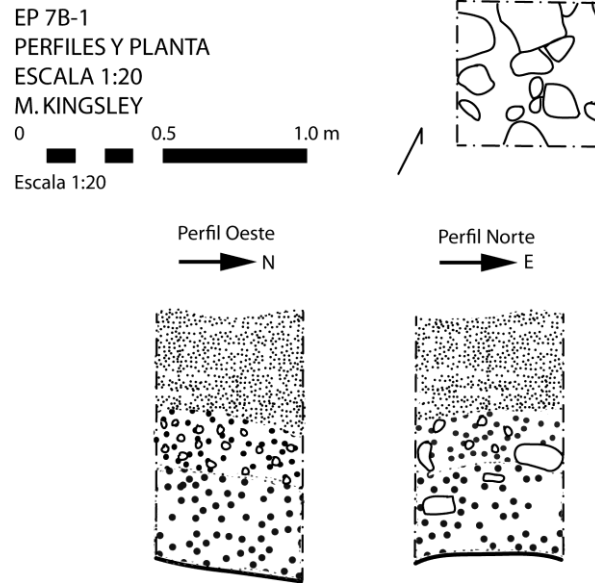 EP 7B-1
PERFILES Y PLANTA
ESCALA 1:20
M. KINGSLEY
0 0.5 1.0 m
Escala 1:20
Perfil Oeste
N
Perfil Norte
E